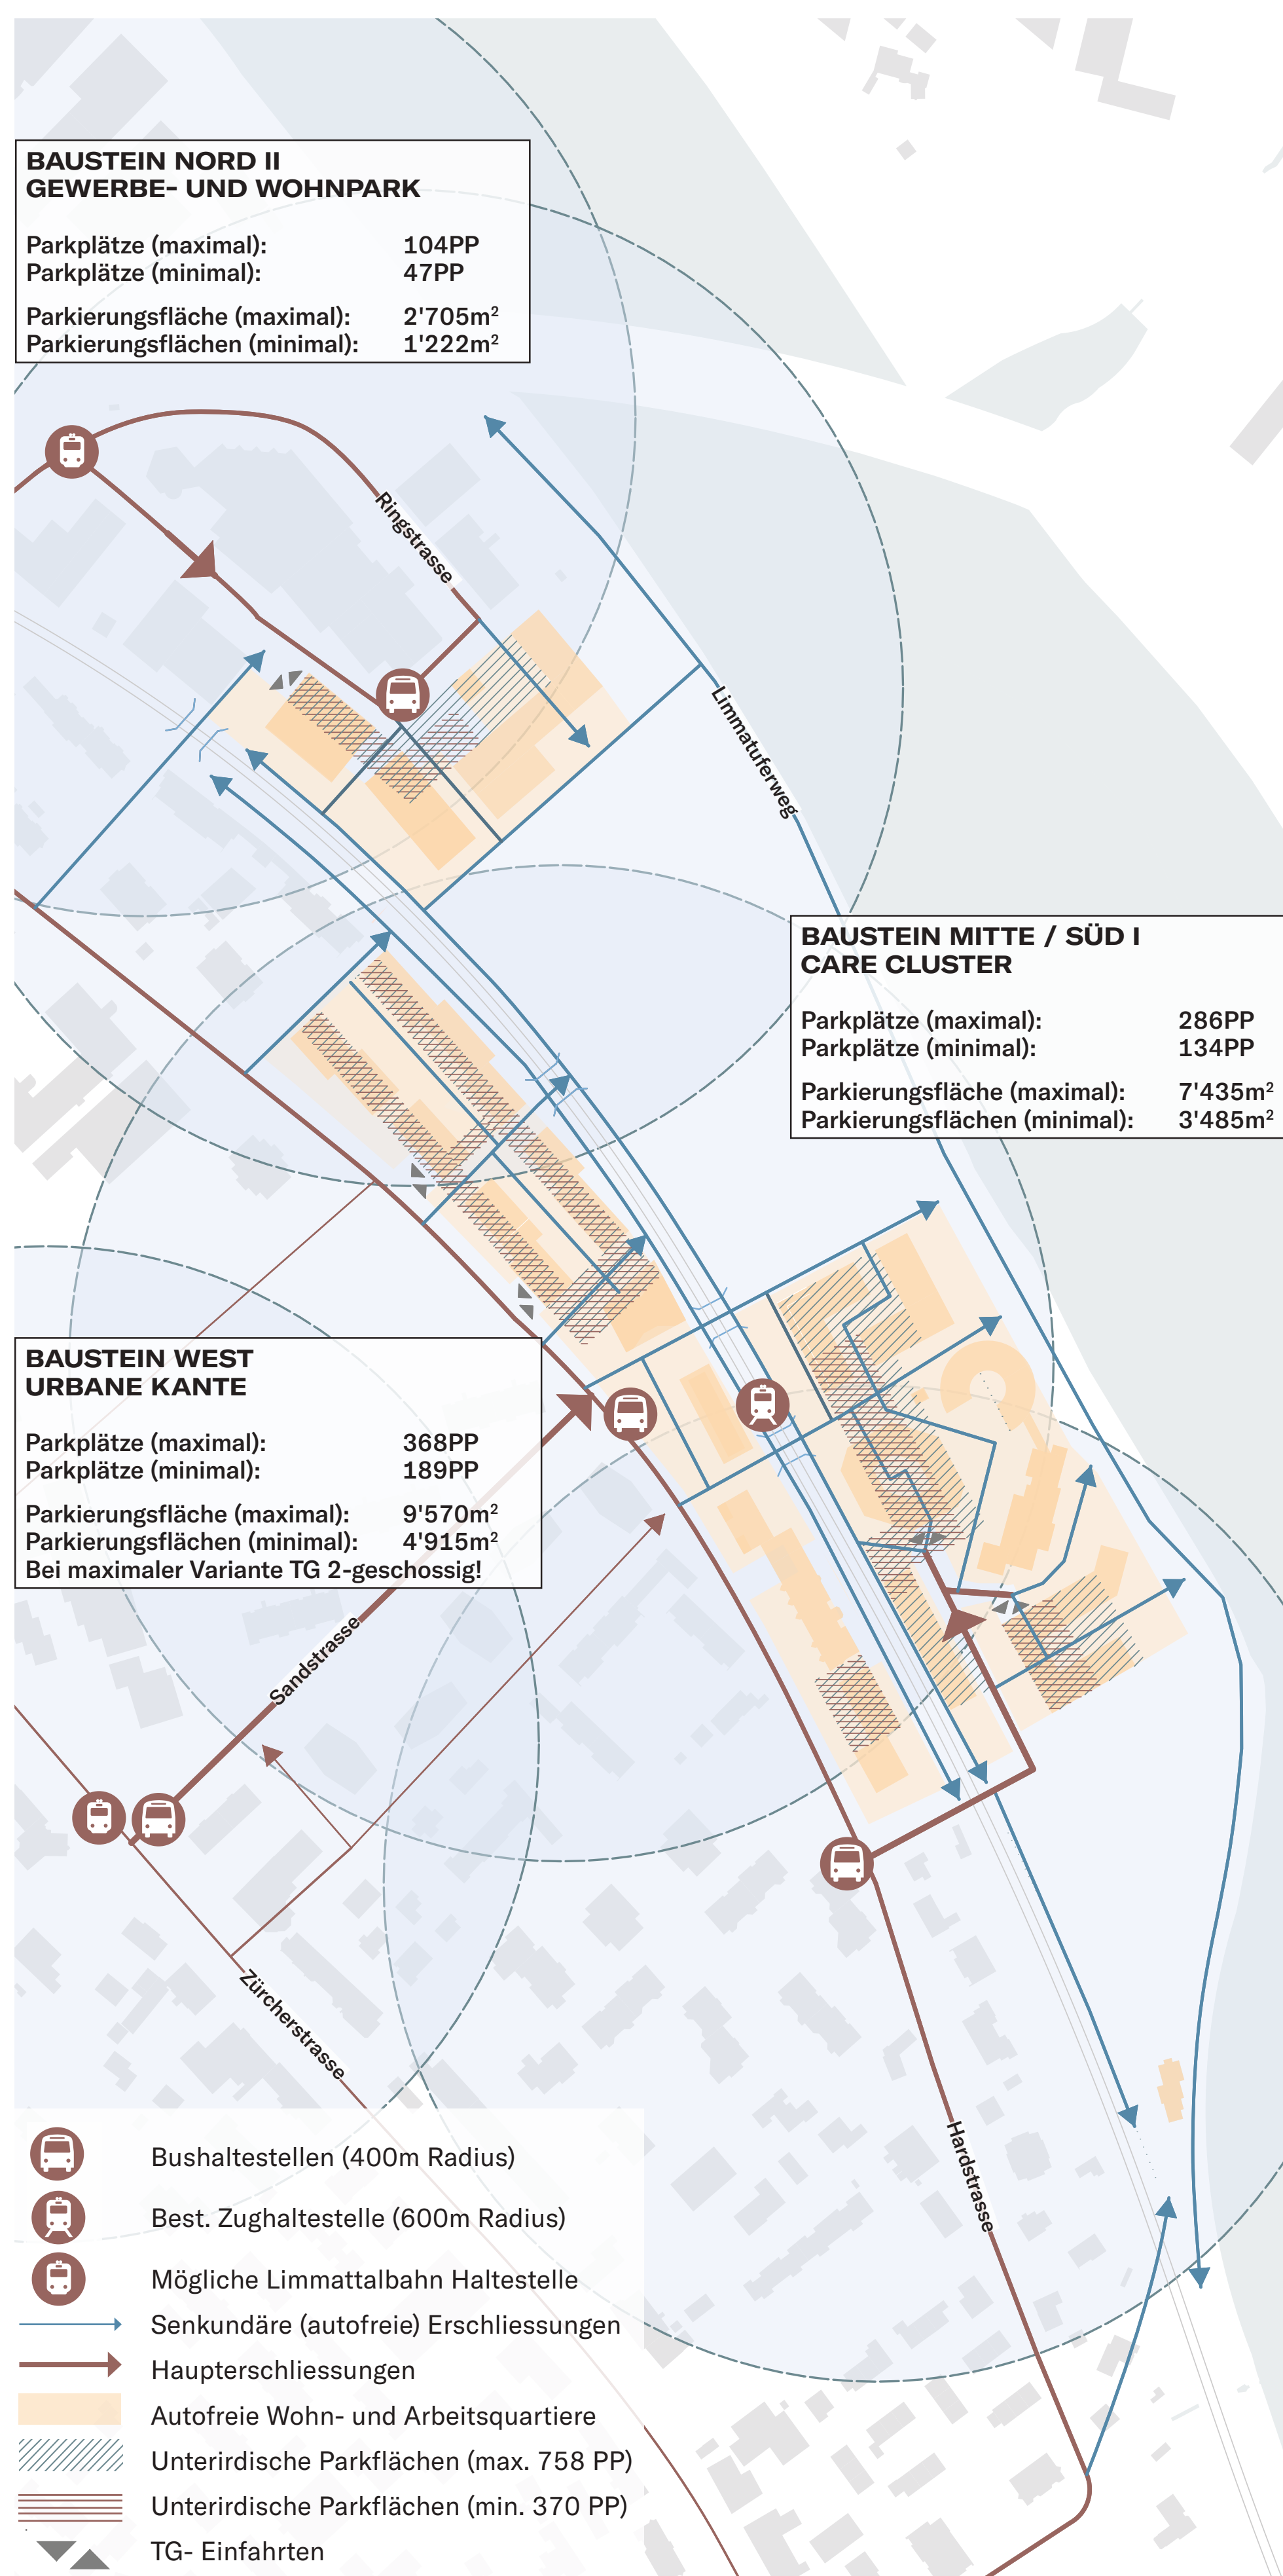 BAUSTEIN NORD II
GEWERBE- UND WOHNPARK
Parkplätze (maximal): 104PP
Parkplätze (minimal): 47PP
Parkierungsfläche (maximal): 2'705m²
Parkierungsflächen (minimal): 1'222m²
Ringstrasse
Limmatuferweg
BAUSTEIN MITTE / SÜD I
CARE CLUSTER
Parkplätze (maximal): 286PP
Parkplätze (minimal): 134PP
Parkierungsfläche (maximal): 7'435m²
Parkierungsflächen (minimal): 3'485m²
BAUSTEIN WEST
URBANE KANTE
Parkplätze (maximal): 368PP
Parkplätze (minimal): 189PP
Parkierungsfläche (maximal): 9'570m²
Parkierungsflächen (minimal): 4'915m²
Bei maximaler Variante TG 2-geschossig!
Sandstrasse
Zürcherstrasse
Hardstrasse
Bushaltestellen (400m Radius)
Best. Zughaltestelle (600m Radius)
Mögliche Limmattalbahn Haltestelle
Senkundäre (autofreie) Erschliessungen
Haupterschliessungen
Autofreie Wohn- und Arbeitsquartiere
Unterirdische Parkflächen (max. 758 PP)
Unterirdische Parkflächen (min. 370 PP)
TG- Einfahrten